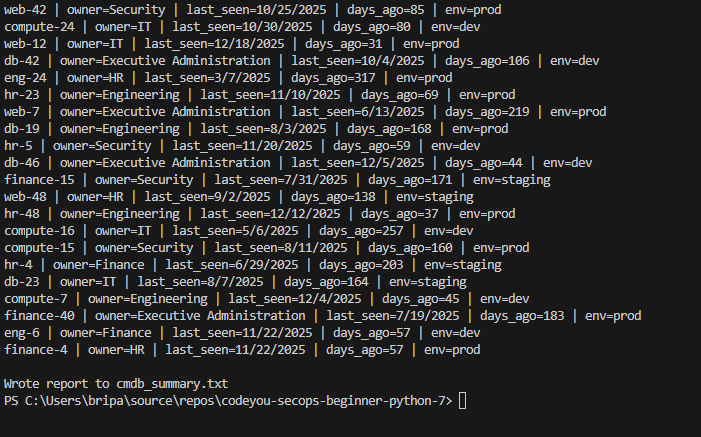 web-42 | owner=Security | last_seen=10/25/2025 | days_ago=85 | env=prod
compute-24 | owner=IT | last_seen=10/30/2025 | days_ago=80 | env=dev
web-12 | owner=IT | last_seen=12/18/2025 | days_ago=31 | env=prod
db-42 | owner=Executive Administration | last_seen=10/4/2025 | days_ago=106 | env=dev
eng-24 | owner=HR | last_seen=3/7/2025 | days_ago=317 | env=prod
hr-23 | owner=Engineering | last_seen=11/10/2025 | days_ago=69 | env=prod
web-7 | owner=Executive Administration | last_seen=6/13/2025 | days_ago=219 | env=prod
db-19 | owner=Engineering | last_seen=8/3/2025 | days_ago=168 | env=prod
hr-5 | owner=Security | last_seen=11/20/2025 | days_ago=59 | env=dev
db-46 | owner=Executive Administration | last_seen=12/5/2025 | days_ago=44 | env=dev
finance-15 | owner=Security | last_seen=7/31/2025 | days_ago=171 | env=staging
web-48 | owner=HR | last_seen=9/2/2025 | days_ago=138 | env=staging
hr-48 | owner=Engineering | last_seen=12/12/2025 | days_ago=37 | env=prod
compute-16 | owner=IT | last_seen=5/6/2025 | days_ago=257 | env=dev
compute-15 | owner=Security | last_seen=8/11/2025 | days_ago=160 | env=prod
hr-4 | owner=Finance | last_seen=6/29/2025 | days_ago=203 | env=staging
db-23 | owner=IT | last_seen=8/7/2025 | days_ago=164 | env=staging
compute-7 | owner=Engineering | last_seen=12/4/2025 | days_ago=45 | env=dev
finance-40 | owner=Executive Administration | last_seen=7/19/2025 | days_ago=183 | env=prod
eng-6 | owner=Finance | last_seen=11/22/2025 | days_ago=57 | env=dev
finance-4 | owner=HR | last_seen=11/22/2025 | days_ago=57 | env=prod
Wrote report to cmdb_summary.txt
PS C:\Users\bripa\source\repos\codeyou-secops-beginner-python-7>